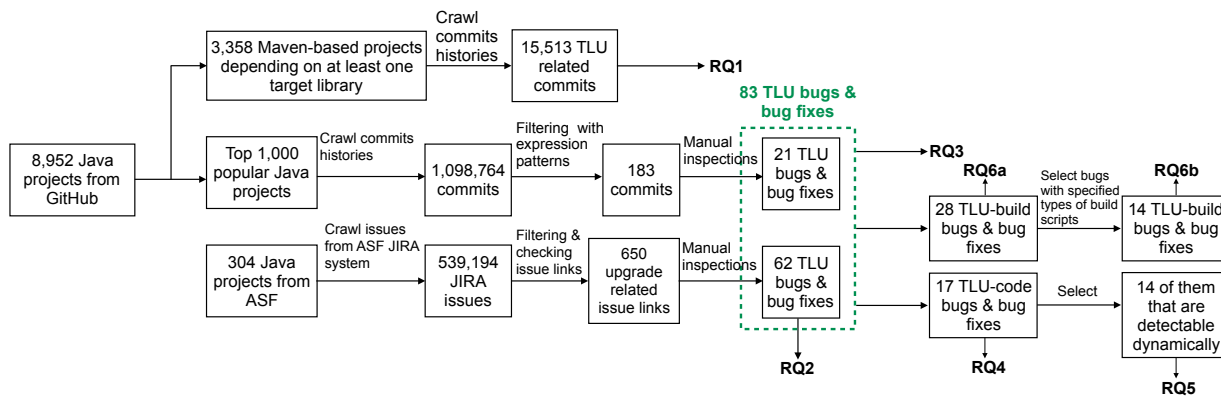 8,952 Java
projects from
GitHub
3,358 Maven-based projects
depending on at least one
target library
Crawl
commits
histories
15,513 TLU
related
commits
RQ1
Top 1,000
popular Java
projects
Crawl commits
histories
1,098,764
commits
Filtering with
expression
patterns
183
commits
Manual
inspections
83 TLU bugs &
bug fixes
21 TLU
bugs &
bug fixes
RQ3
304 Java
projects from
ASF
Crawl issues
from ASF JIRA
system
539,194
JIRA
issues
Filtering &
checking
issue links
650
upgrade
related
issue links
Manual
inspections
62 TLU
bugs &
bug fixes
RQ2
RQ6a
28 TLU-build
bugs & bug
fixes
Select bugs
with specified
types of build
scripts
RQ6b
14 TLU-build
bugs & bug
fixes
17 TLU-code
bugs & bug
fixes
RQ4
Select
14 of them
that are
detectable
dynamically
RQ5